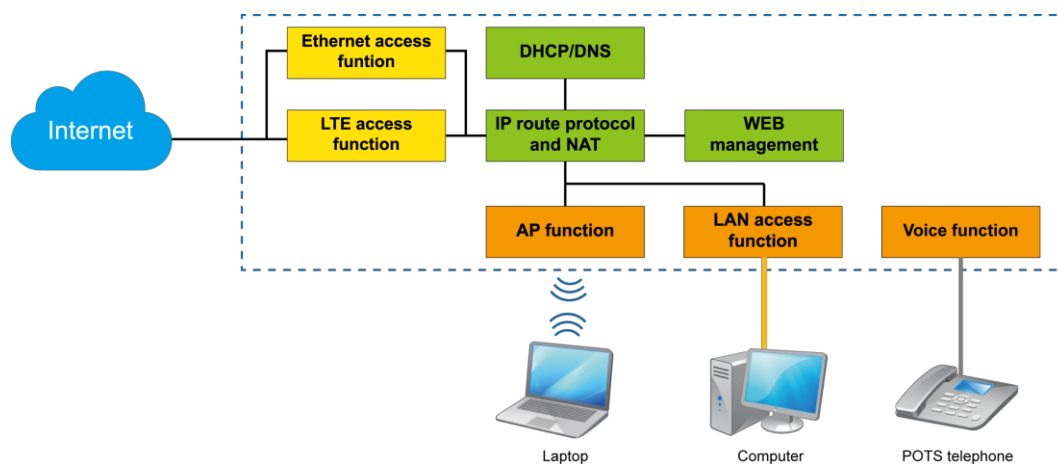 Ethernet access
funtion
DHCP/DNS
Internet
LTE access
function
IP route protocol
and NAT
WEB
management
AP function
LAN access
function
Voice function
Laptop
Computer
POTS telephone